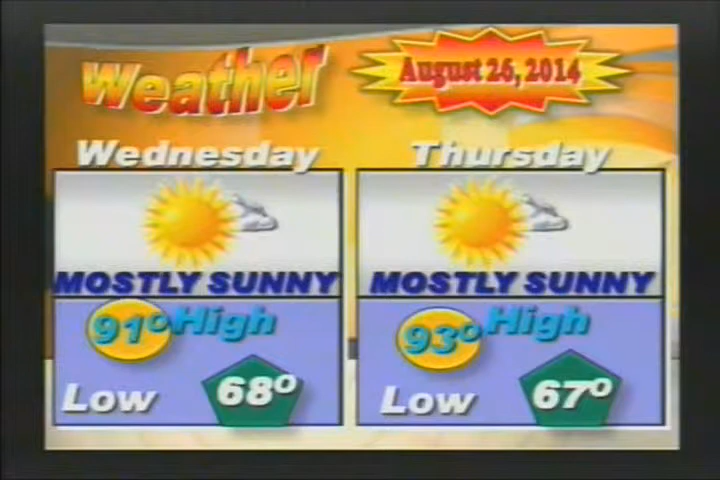 Weather
August 26, 2014
Wednesday
Thursday
MOSTLY SUNNY
MOSTLY SUNNY
91° High
93° High
Low 68°
Low 67°